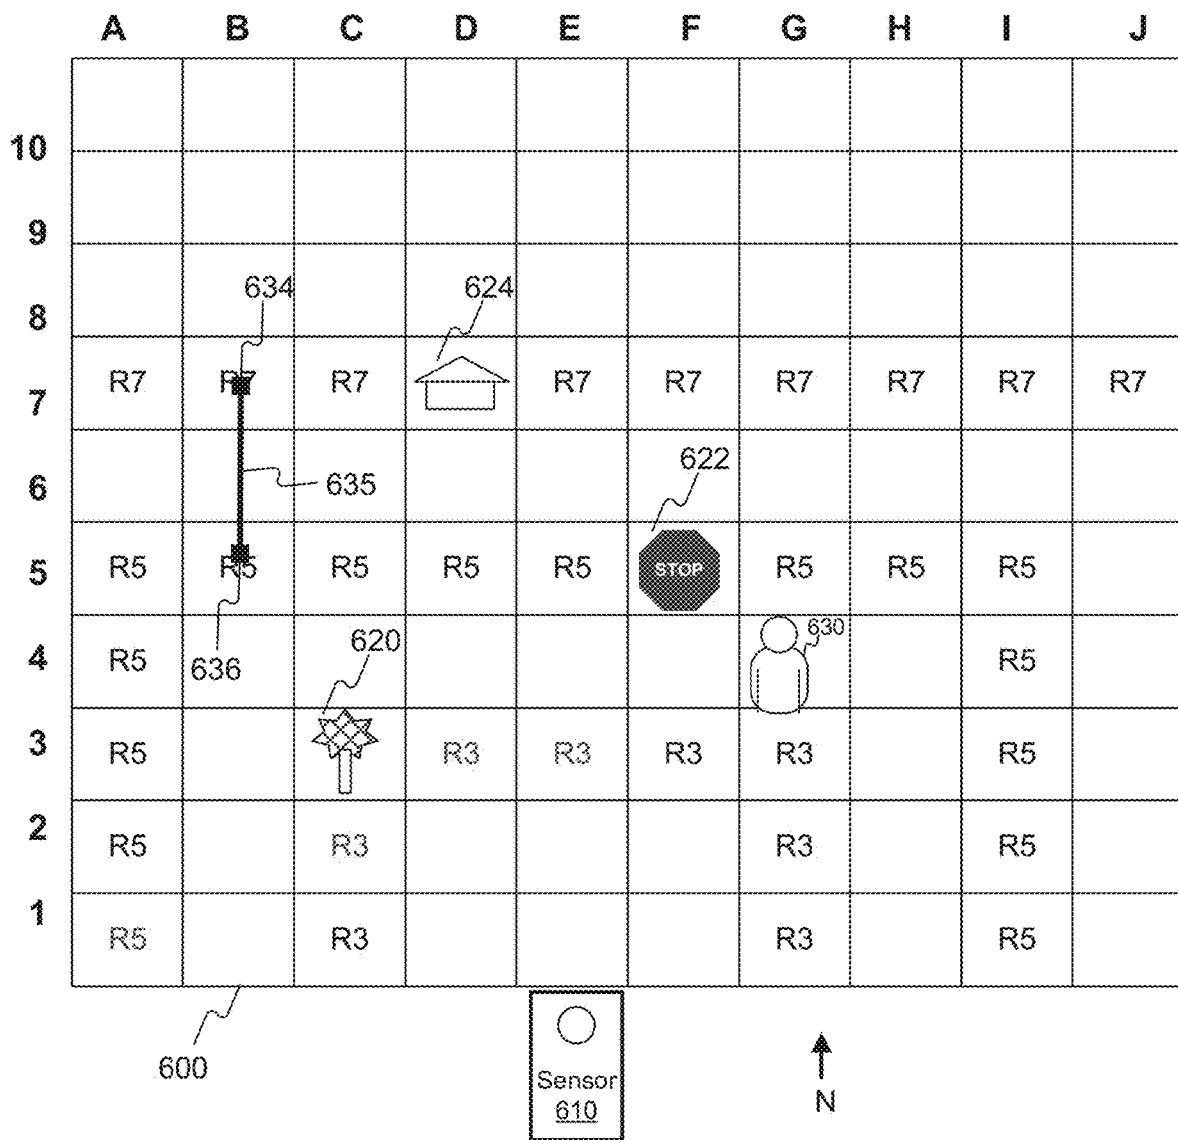 A B C D E F G H I J
10
9
634 624
8
R7 R7 R7 R7 R7 R7 R7 R7 R7
7
622
6 635
R5 R5 R5 R5 R5 STOP R5 R5 R5
5
620 630
4 R5 636 R5
3 R5 R3 R3 R3 R3 R5
2 R5 R3 R3 R5
1
R5 R3 R3 R5
600
Sensor
610
N